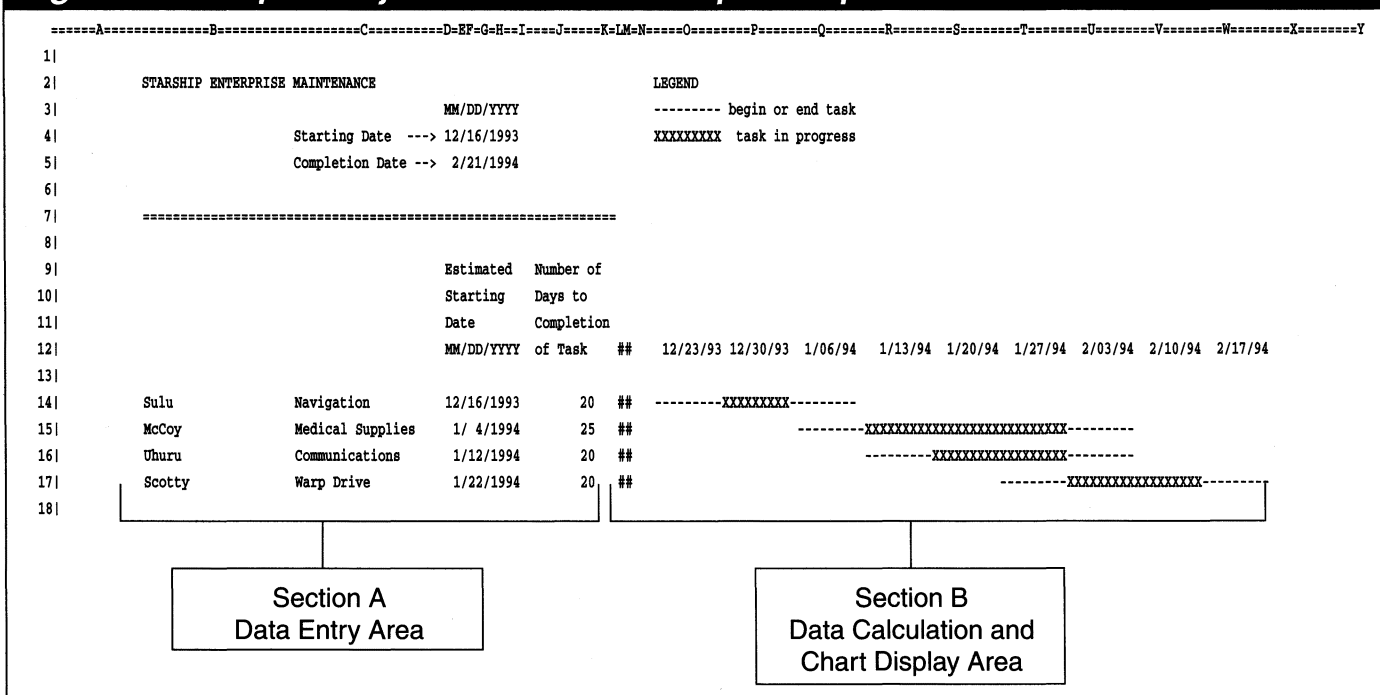 ======A===============B===================C===========D=EF=G=H==I====J=====K=LM=N=====O========P========Q========R========S========T========U========V========W========X========Y
1|
2| STARSHIP ENTERPRISE MAINTENANCE LEGEND
3| MM/DD/YYYY --------- begin or end task
4| Starting Date ---> 12/16/1993 XXXXXXXXX task in progress
5| Completion Date --> 2/21/1994
6|
7| ===============================================================
8|
9| Estimated Number of
10| Starting Days to
11| Date Completion
12| MM/DD/YYYY of Task ## 12/23/93 12/30/93 1/06/94 1/13/94 1/20/94 1/27/94 2/03/94 2/10/94 2/17/94
13|
14| Sulu Navigation 12/16/1993 20 ## ---------XXXXXXXXX---------
15| McCoy Medical Supplies 1/ 4/1994 25 ## ---------XXXXXXXXXXXXXXXXXXXXXXXXXXX---------
16| Uhuru Communications 1/12/1994 20 ## ---------XXXXXXXXXXXXXXXXXX---------
17| Scotty Warp Drive 1/22/1994 20 ## ---------XXXXXXXXXXXXXXXXXX---------
18|
Section A
Data Entry Area
Section B
Data Calculation and
Chart Display Area